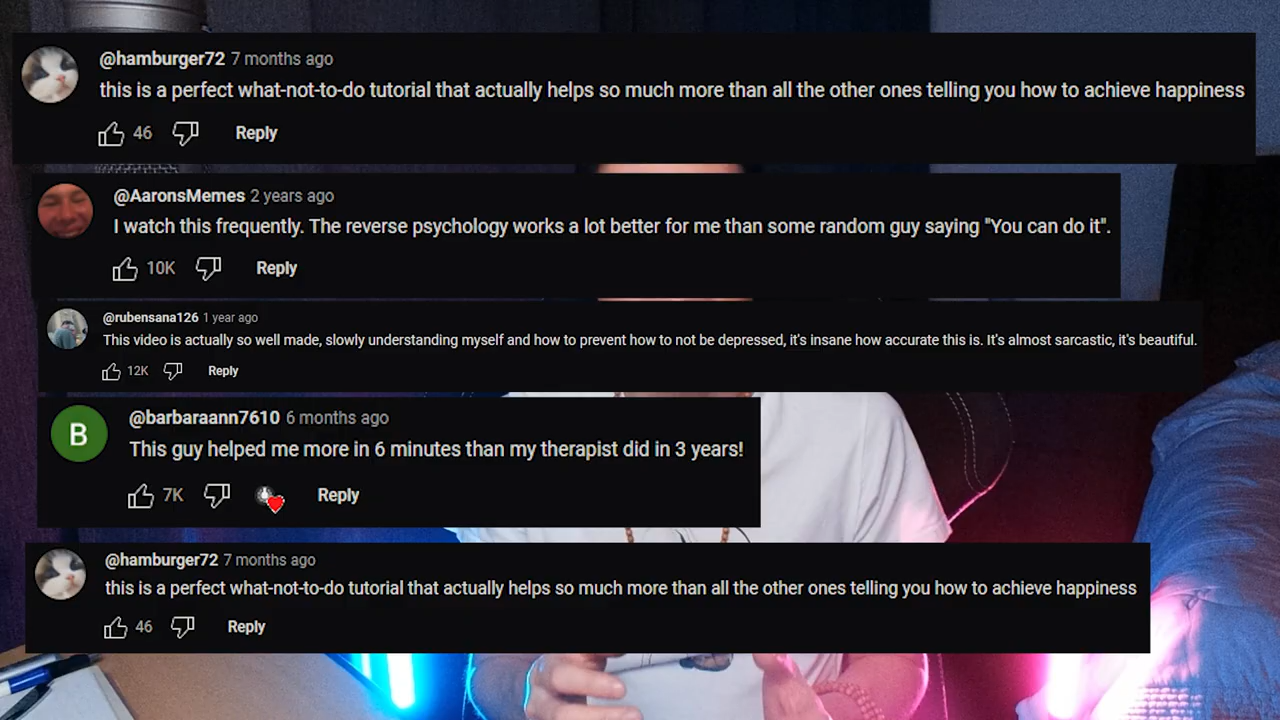 @hamburger72 7 months ago
this is a perfect what-not-to-do tutorial that actually helps so much more than all the other ones telling you how to achieve happiness
46 Reply
@AaronsMemes 2 years ago
I watch this frequently. The reverse psychology works a lot better for me than some random guy saying "You can do it".
10K Reply
@rubensana126 1 year ago
This video is actually so well made, slowly understanding myself and how to prevent how to not be depressed, it's insane how accurate this is. It's almost sarcastic, it's beautiful.
12K Reply
B
@barbaraann7610 6 months ago
This guy helped me more in 6 minutes than my therapist did in 3 years!
7K Reply
@hamburger72 7 months ago
this is a perfect what-not-to-do tutorial that actually helps so much more than all the other ones telling you how to achieve happiness
46 Reply